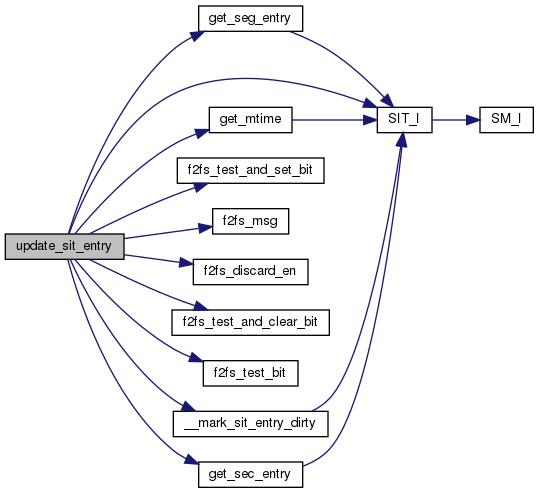 get_seg_entry
SIT_I
SM_I
get_mtime
f2fs_test_and_set_bit
f2fs_msg
update_sit_entry
f2fs_discard_en
f2fs_test_and_clear_bit
f2fs_test_bit
__mark_sit_entry_dirty
get_sec_entry